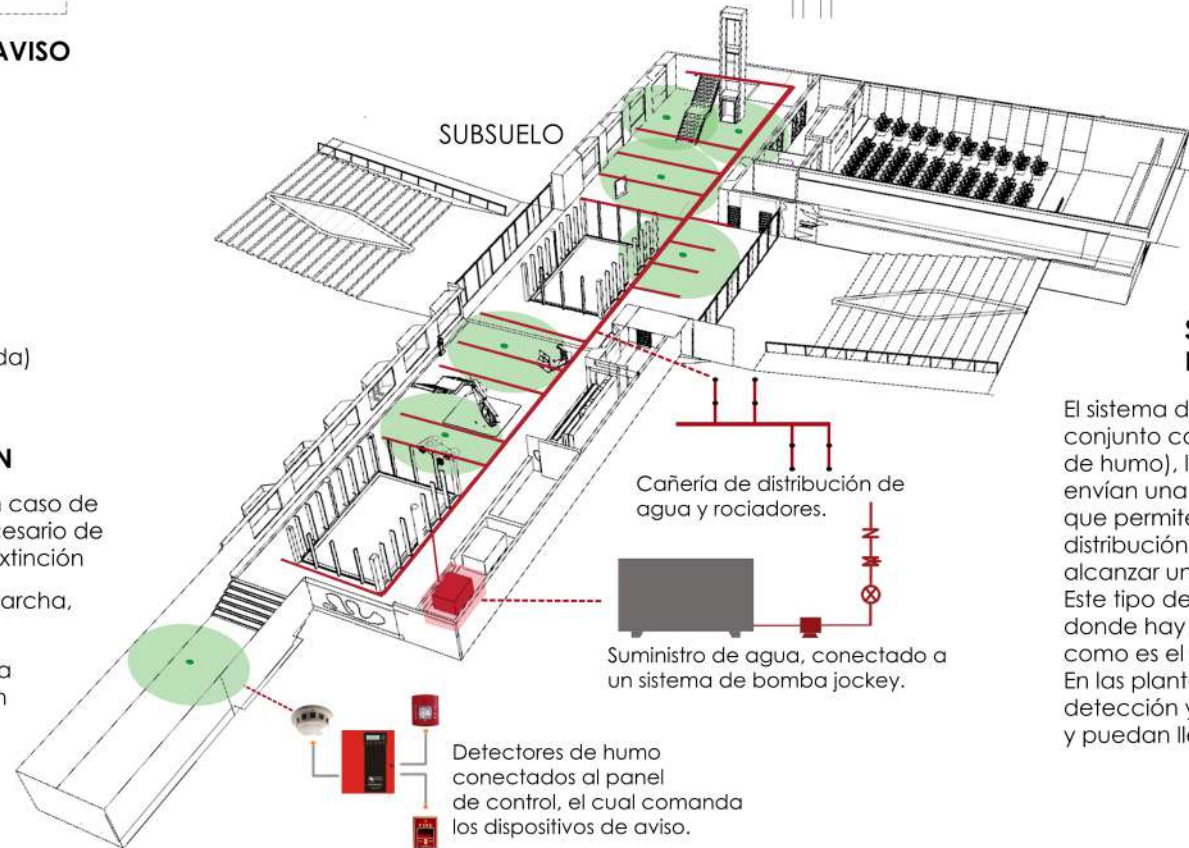 AVISO
SUBSUELO
da)
N
n caso de
cesario de
xtinción
archa,
a
n
Cañería de distribución de
agua y rociadores.
Suministro de agua, conectado a
un sistema de bomba jockey.
Detectores de humo
conectados al panel
de control, el cual comanda
los dispositivos de aviso.
S
El sistema d
conjunto co
de humo), l
envían una
que permite
distribución
alcanzar un
Este tipo de
donde hay
como es el
En las plant
detección y
y puedan lle
FIRE